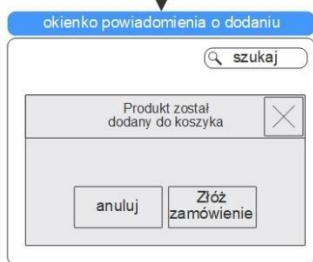 okienko powiadomienia o dodaniu
szukaj
Produkt został
dodany do koszyka
anuluj
Złóż
zamówienie